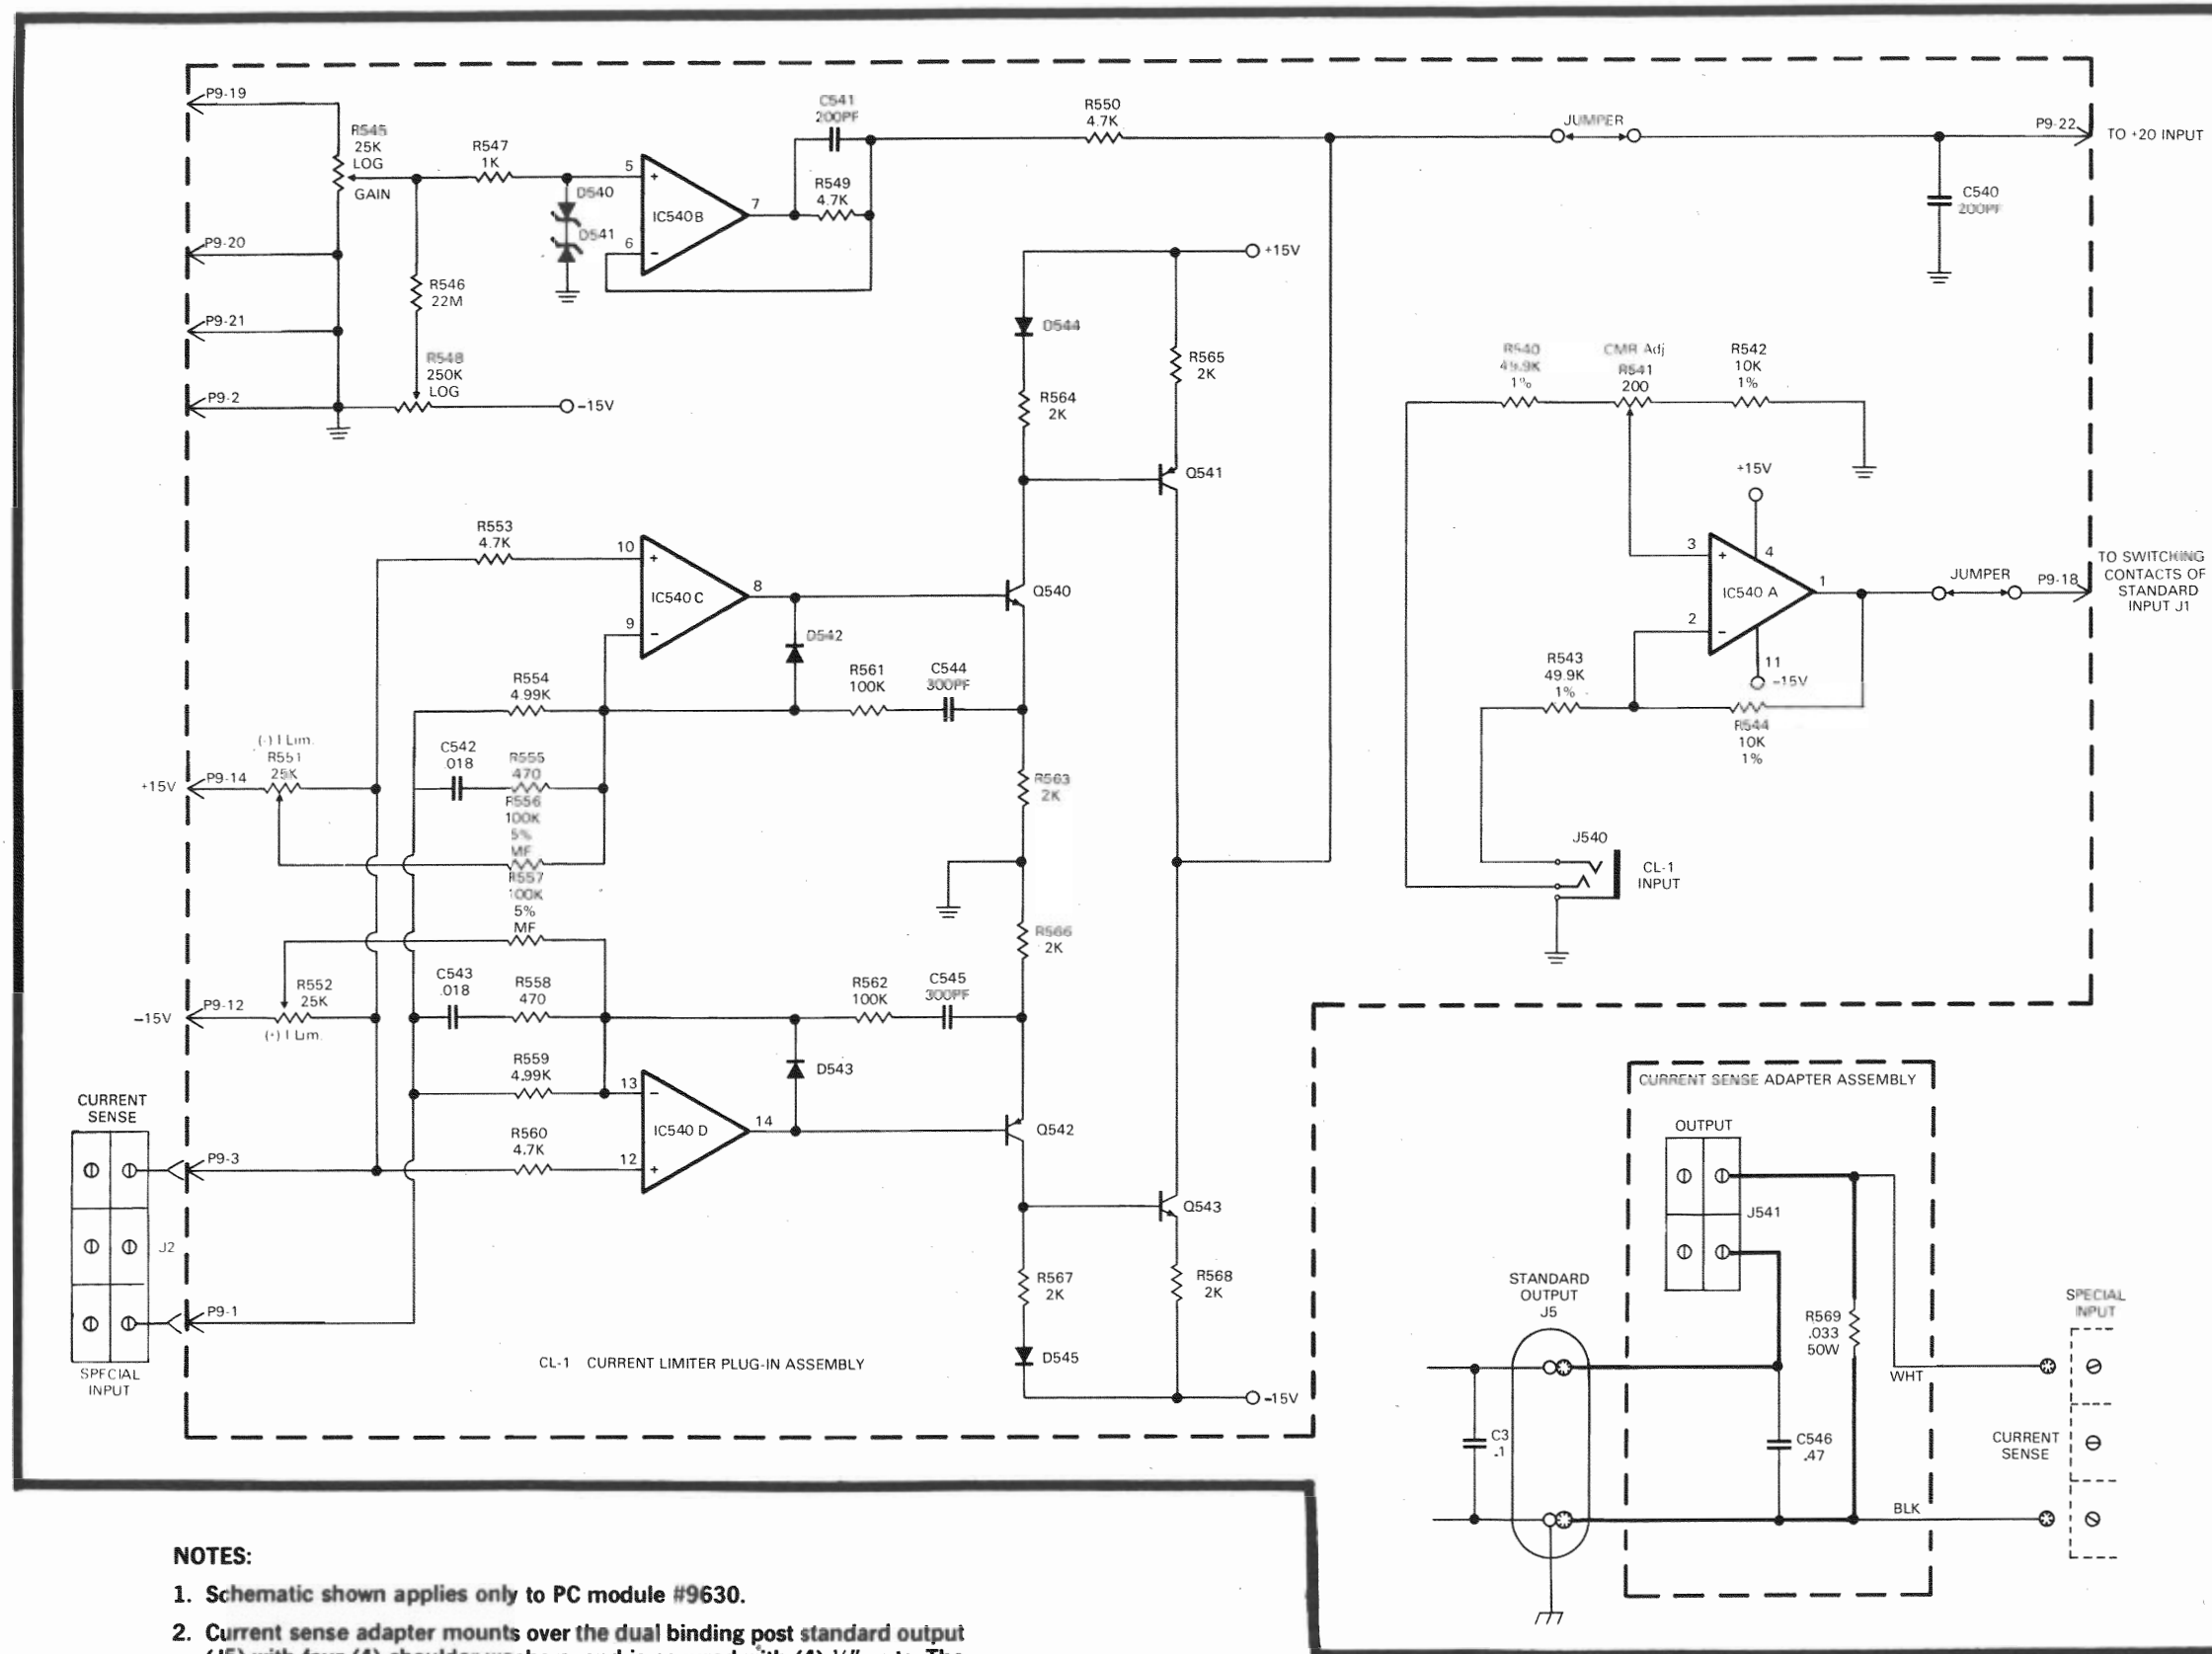 P9-19
R545
25K
LOG
GAIN
R547
1K
C541
200PF
R550
4.7K
JUMPER
P9-22
TO +20 INPUT
5
+
D540
IC540B
7
R549
4.7K
C540
200PF
P9-20
D541
6
−
+15V
R546
22M
P9-21
D544
R565
2K
R548
250K
LOG
P9-2
−15V
R564
2K
R540
49.9K
1%
CMR Adj
R541
200
R542
10K
1%
Q541
+15V
R553
4.7K
10
+
IC540 C
8
Q540
9
−
D542
3
+
4
IC540 A
1
JUMPER
P9-18
TO SWITCHING
CONTACTS OF
STANDARD
INPUT J1
2
−
11
−15V
R543
49.9K
1%
R544
10K
1%
R554
4.99K
R561
100K
C544
300PF
(-) I Lim.
R551
25K
+15V
P9-14
C542
.018
R555
470
R556
100K
5%
MF
R563
2K
R557
100K
5%
MF
J540
CL-1
INPUT
R566
2K
−15V
P9-12
R552
25K
(+) I Lim.
C543
.018
R558
470
R562
100K
C545
300PF
R559
4.99K
13
−
D543
IC540 D
14
Q542
R560
4.7K
12
+
CURRENT
SENSE
P9-3
J2
P9-1
SPECIAL
INPUT
Q543
R567
2K
R568
2K
D545
−15V
CL-1 CURRENT LIMITER PLUG-IN ASSEMBLY
CURRENT SENSE ADAPTER ASSEMBLY
OUTPUT
J541
STANDARD
OUTPUT
J5
R569
.033
50W
SPECIAL
INPUT
WHT
C3
.1
C546
.47
CURRENT
SENSE
BLK
NOTES:
1. Schematic shown applies only to PC module #9630.
2. Current sense adapter mounts over the dual binding post standard output